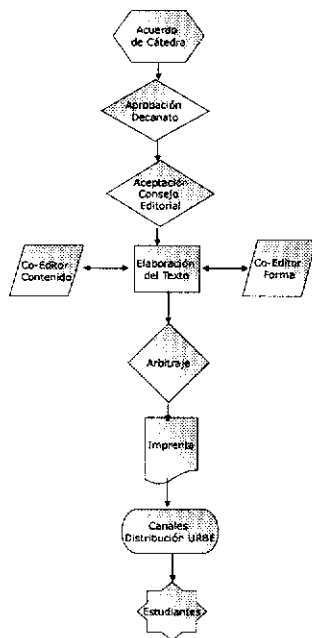 Acuerdo
de Cátedra
Aprobación
Decanato
Aceptación
Consejo
Editorial
Co-Editor
Contenido
Elaboración
del Texto
Co-Editor
Forma
Arbitraje
Imprenta
Canales
Distribución URBE
Estudiantes